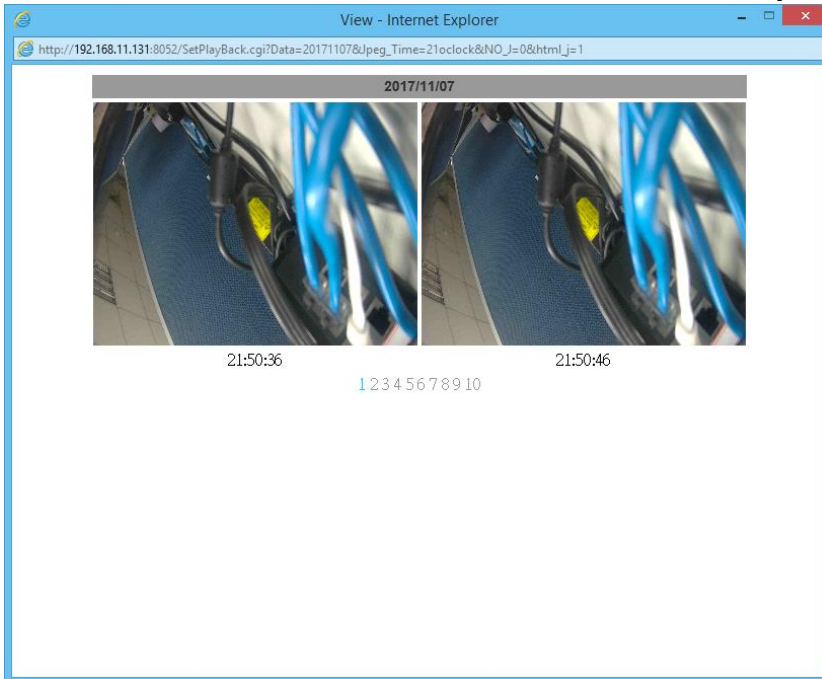 View - Internet Explorer
http://192.168.11.131:8052/SetPlayBack.cgi?Data=20171107&Jpeg_Time=21oclock&NO_J=0&html_j=1
2017/11/07
21:50:36 21:50:46
1 2 3 4 5 6 7 8 9 10